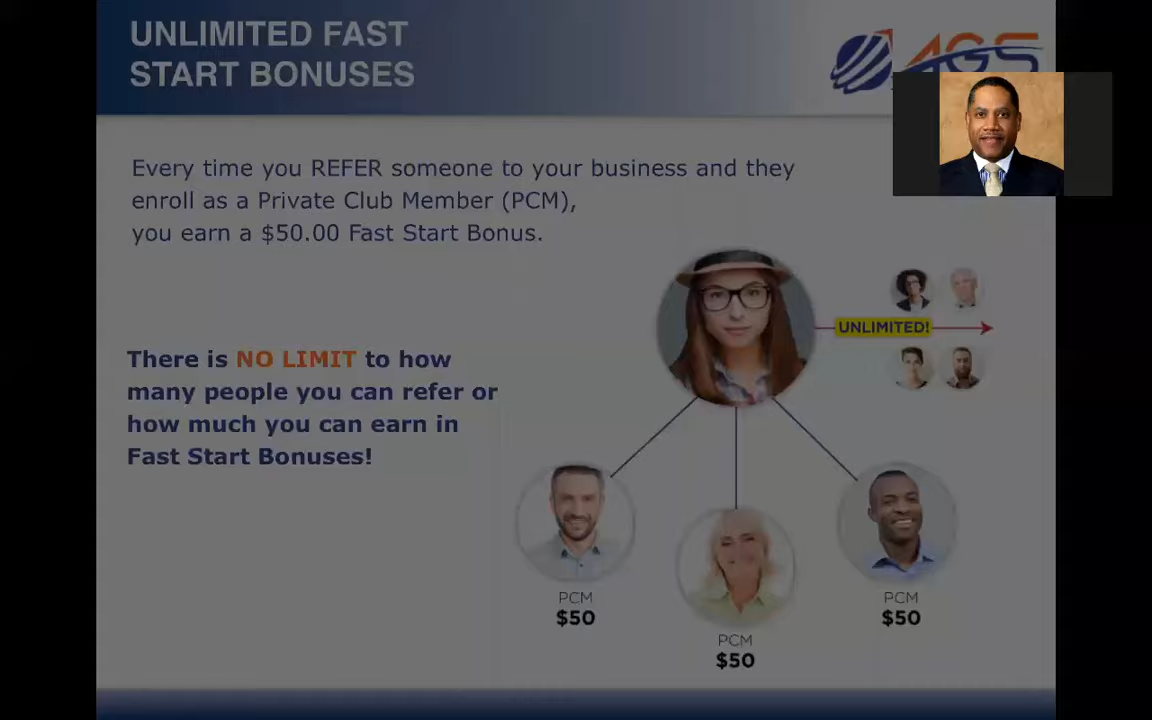 UNLIMITED FAST
START BONUSES
AGS
Every time you REFER someone to your business and they
enroll as a Private Club Member (PCM),
you earn a $50.00 Fast Start Bonus.
UNLIMITED!
There is NO LIMIT to how
many people you can refer or
how much you can earn in
Fast Start Bonuses!
PCM
$50
PCM
$50
PCM
$50